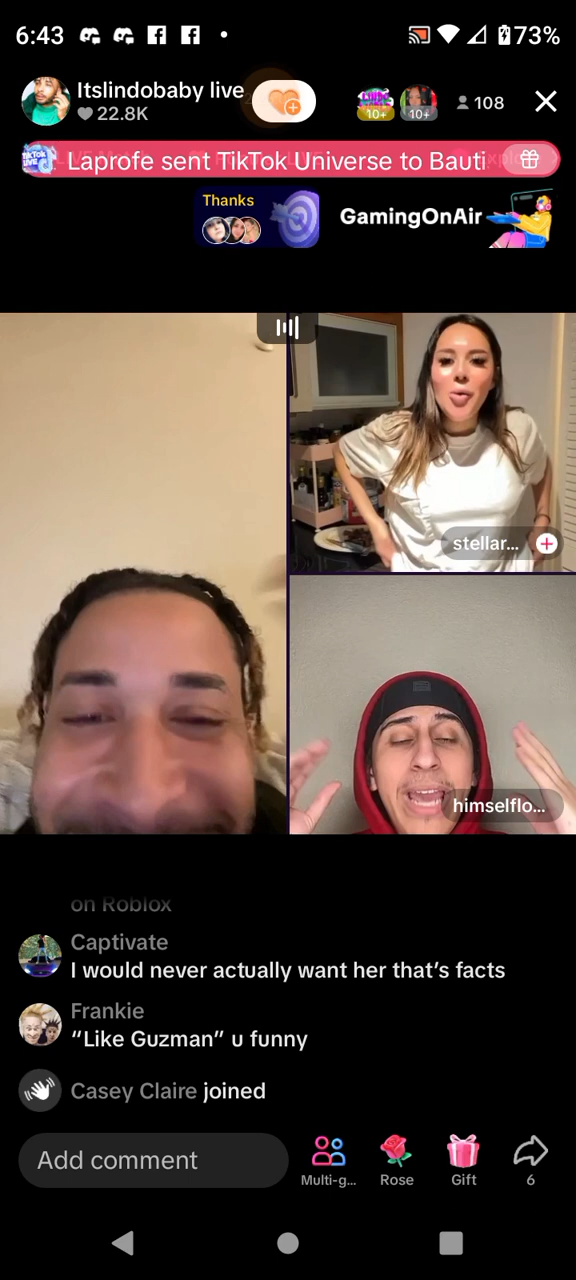 6:43
73%
Itslindobaby live
22.8K
10+
10+
108
Laprofe sent TikTok Universe to Bauti
Thanks
GamingOnAir
stellar...
himselflo...
on Roblox
Captivate
I would never actually want her that’s facts
Frankie
“Like Guzman” u funny
Casey Claire joined
Add comment
Multi-g...
Rose
Gift
6